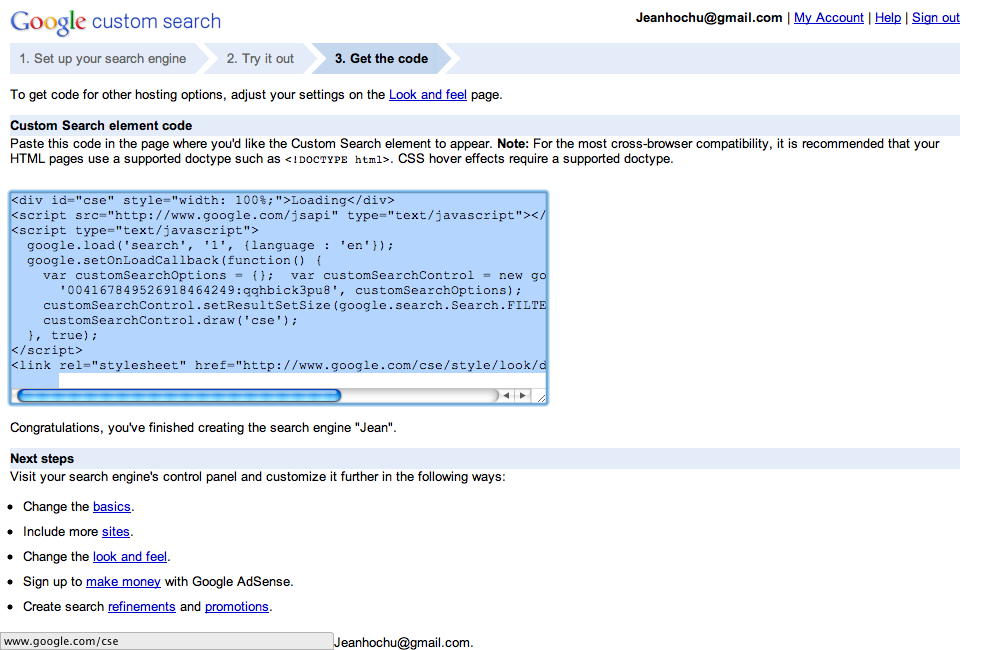 Google custom search
Jeanhochu@gmail.com | My Account | Help | Sign out
1. Set up your search engine
2. Try it out
3. Get the code
To get code for other hosting options, adjust your settings on the Look and feel page.
Custom Search element code
Paste this code in the page where you'd like the Custom Search element to appear. Note: For the most cross-browser compatibility, it is recommended that your
HTML pages use a supported doctype such as <!DOCTYPE html>. CSS hover effects require a supported doctype.
<div id="cse" style="width: 100%;">Loading</div>
<script src="http://www.google.com/jsapi" type="text/javascript"></
<script type="text/javascript">
google.load('search', '1', {language : 'en'});
google.setOnLoadCallback(function() {
var customSearchOptions = {};  var customSearchControl = new go
'004167849526918464249:qqhbick3pu8', customSearchOptions);
customSearchControl.setResultSetSize(google.search.Search.FILTE
customSearchControl.draw('cse');
}, true);
</script>
<link rel="stylesheet" href="http://www.google.com/cse/style/look/d
Congratulations, you've finished creating the search engine "Jean".
Next steps
Visit your search engine's control panel and customize it further in the following ways:
• Change the basics.
• Include more sites.
• Change the look and feel.
• Sign up to make money with Google AdSense.
• Create search refinements and promotions.
www.google.com/cse
Jeanhochu@gmail.com.